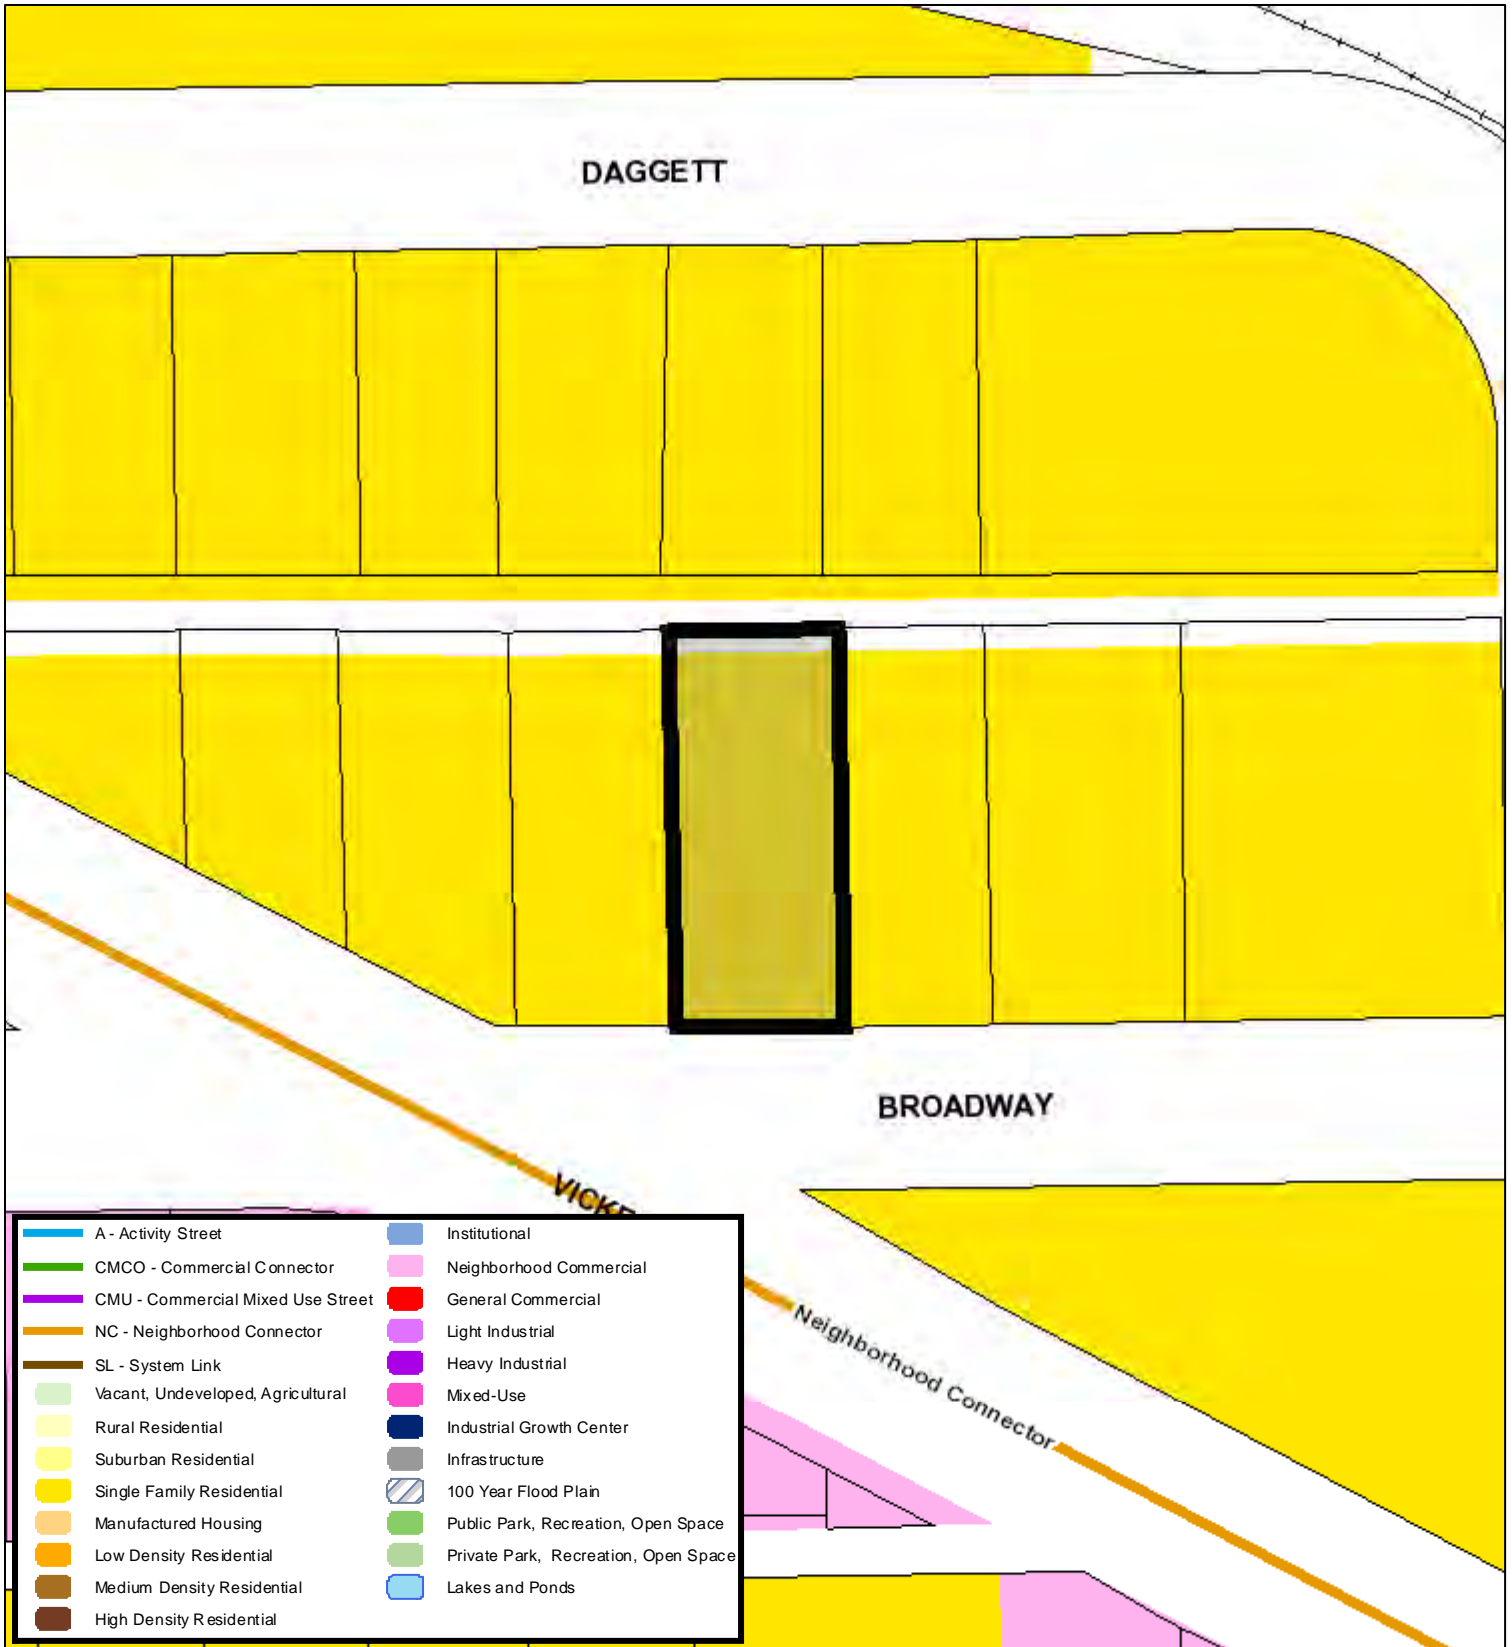 DAGGETT
BROADWAY
Neighborhood Connector
A - Activity Street
CMCO - Commercial Connector
CMU - Commercial Mixed Use Street
NC - Neighborhood Connector
SL - System Link
Vacant, Undeveloped, Agricultural
Rural Residential
Suburban Residential
Single Family Residential
Manufactured Housing
Low Density Residential
Medium Density Residential
High Density Residential
Institutional
Neighborhood Commercial
General Commercial
Light Industrial
Heavy Industrial
Mixed-Use
Industrial Growth Center
Infrastructure
100 Year Flood Plain
Public Park, Recreation, Open Space
Private Park, Recreation, Open Space
Lakes and Ponds